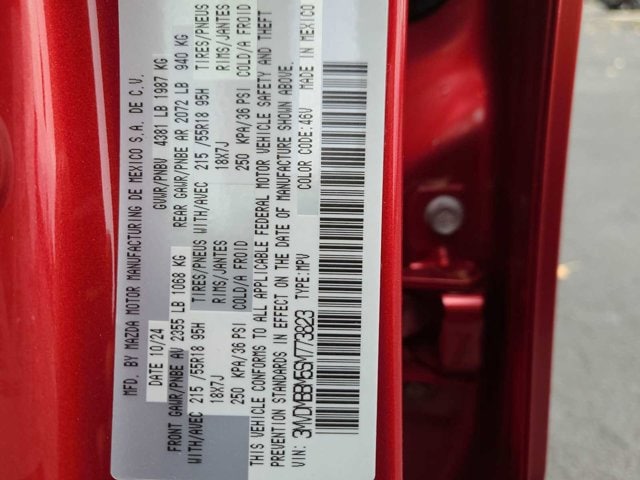 MFD. BY MAZDA MOTOR MANUFACTURING DE MEXICO S.A. DE C.V.
DATE 10/24 GVWR/PNBV 4381 LB 1987 KG
FRONT GAWR/PNBE AV 2355 LB 1068 KG REAR GAWR/PNBE AR 2072 LB 940 KG
WITH/AVEC 215 /55R18 95H TIRES/PNEUS WITH/AVEC 215 /55R18 95H TIRES/PNEUS
18X7J RIMS/JANTES 18X7J RIMS/JANTES
250 KPA/36 PSI COLD/A FROID 250 KPA/36 PSI COLD/A FROID
THIS VEHICLE CONFORMS TO ALL APPLICABLE FEDERAL MOTOR VEHICLE SAFETY AND THEFT
PREVENTION STANDARDS IN EFFECT ON THE DATE OF MANUFACTURE SHOWN ABOVE.
VIN: 3MVDMBBM5SM773823 TYPE:MPV COLOR CODE:46V MADE IN MEXICO